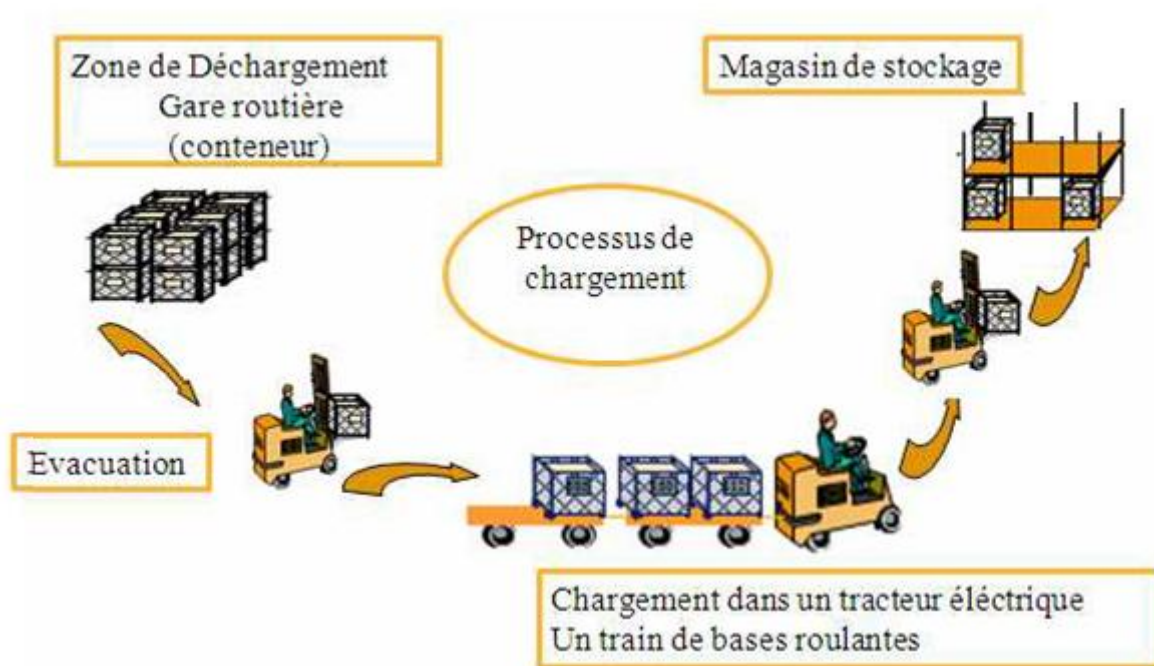 Zone de Déchargement
Gare routière
(conteneur)
Magasin de stockage
Processus de
chargement
Evacuation
Chargement dans un tracteur éléctrique
Un train de bases roulantes